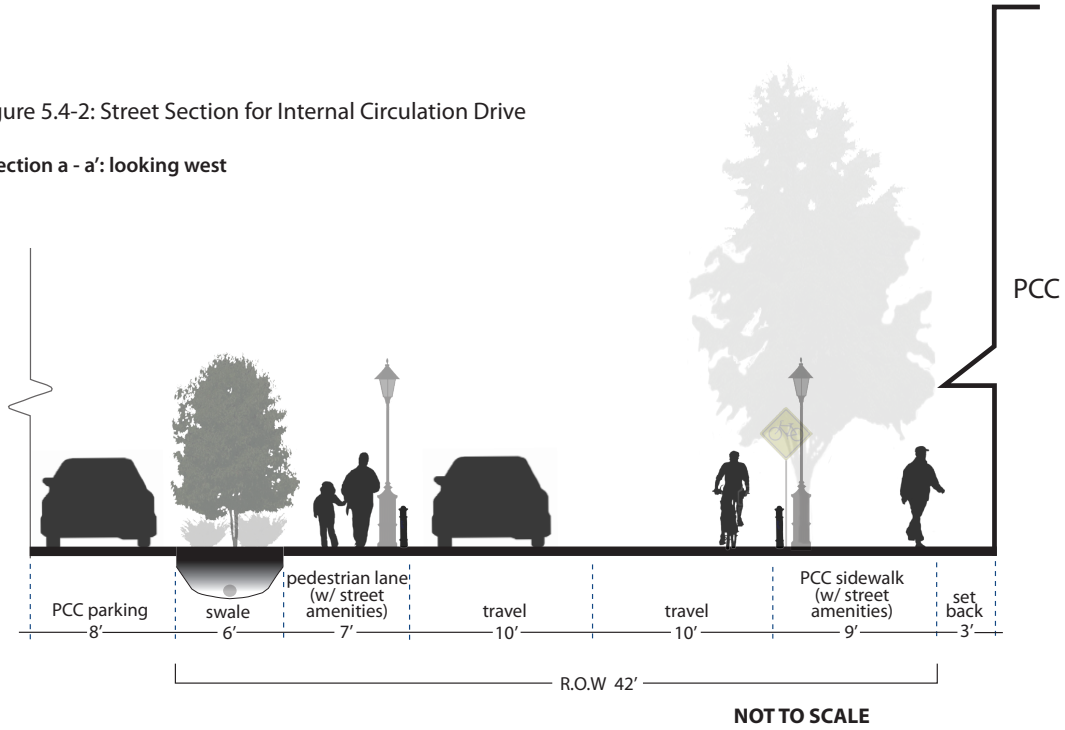 gure 5.4-2: Street Section for Internal Circulation Drive
ection a - a': looking west
PCC
PCC parking
8’
swale
6’
pedestrian lane
(w/ street
amenities)
7’
travel
10’
travel
10’
PCC sidewalk
(w/ street
amenities)
9’
set
back
3’
R.O.W 42’
NOT TO SCALE